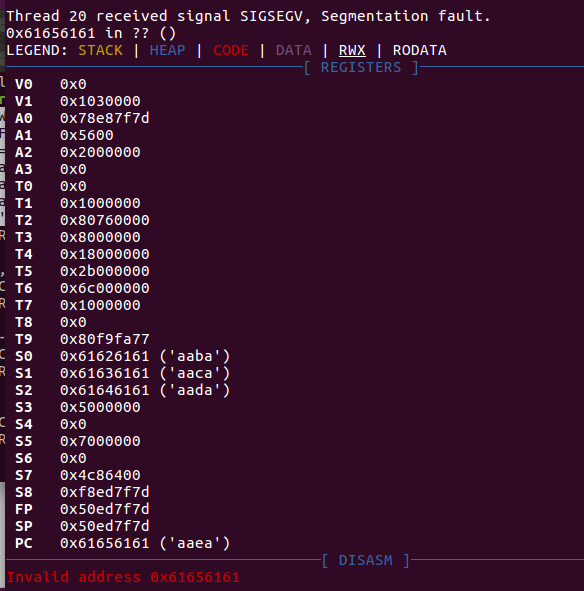 Thread 20 received signal SIGSEGV, Segmentation fault.
0x61656161 in ?? ()
LEGEND: STACK | HEAP | CODE | DATA | RWX | RODATA
[ REGISTERS ]
V0 0x0
V1 0x1030000
A0 0x78e87f7d
A1 0x5600
A2 0x2000000
A3 0x0
T0 0x0
T1 0x1000000
T2 0x80760000
T3 0x8000000
T4 0x18000000
T5 0x2b000000
T6 0x6c000000
T7 0x1000000
T8 0x0
T9 0x80f9fa77
S0 0x61626161 ('aaba')
S1 0x61636161 ('aaca')
S2 0x61646161 ('aada')
S3 0x5000000
S4 0x0
S5 0x7000000
S6 0x0
S7 0x4c86400
S8 0xf8ed7f7d
FP 0x50ed7f7d
SP 0x50ed7f7d
PC 0x61656161 ('aaea')
[ DISASM ]
Invalid address 0x61656161